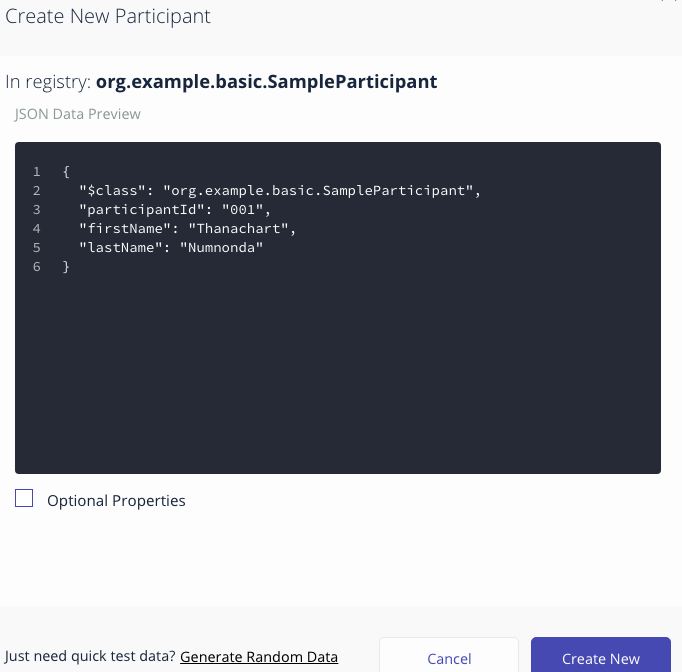 Create New Participant
In registry: org.example.basic.SampleParticipant
JSON Data Preview
1 {
2 "$class": "org.example.basic.SampleParticipant",
3 "participantId": "001",
4 "firstName": "Thanachart",
5 "lastName": "Numnonda"
6 }
Optional Properties
Just need quick test data? Generate Random Data
Cancel
Create New